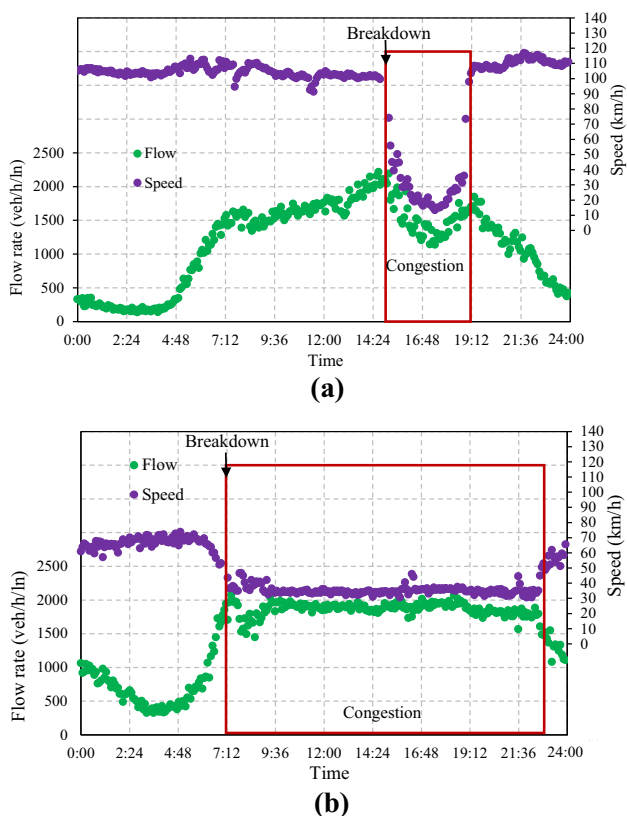 Breakdown
140
130
120
110
100
90
80
70
60
50
40
30
20
10
0
Speed (km/h)
Flow
Speed
2500
2000
1500
1000
500
0
Flow rate (veh/h/ln)
Congestion
0:00 2:24 4:48 7:12 9:36 12:00 14:24 16:48 19:12 21:36 24:00
Time
(a)
Breakdown
140
130
120
110
100
90
80
70
60
50
40
30
20
10
0
Speed (km/h)
Flow
Speed
2500
2000
1500
1000
500
0
Flow rate (veh/h/ln)
Congestion
0:00 2:24 4:48 7:12 9:36 12:00 14:24 16:48 19:12 21:36 24:00
Time
(b)